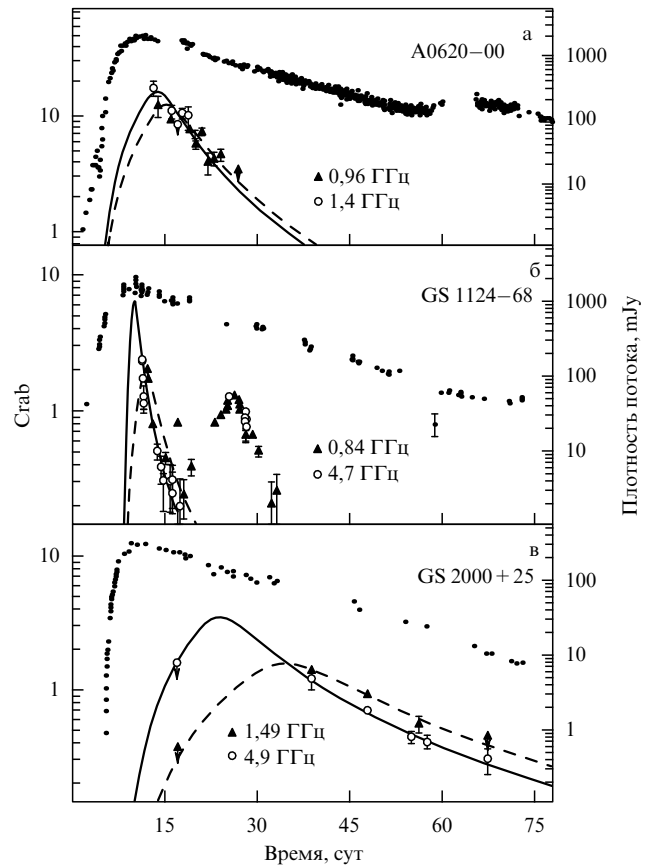 а
A0620−00
10
1
1000
100
10
▲ 0,96 ГГц
○ 1,4 ГГц
б
GS 1124−68
10
1
1000
100
10
▲ 0,84 ГГц
○ 4,7 ГГц
Crab
Плотность потока, mJy
в
GS 2000 + 25
10
1
100
10
1
▲ 1,49 ГГц
○ 4,9 ГГц
15 30 45 60 75
Время, сут